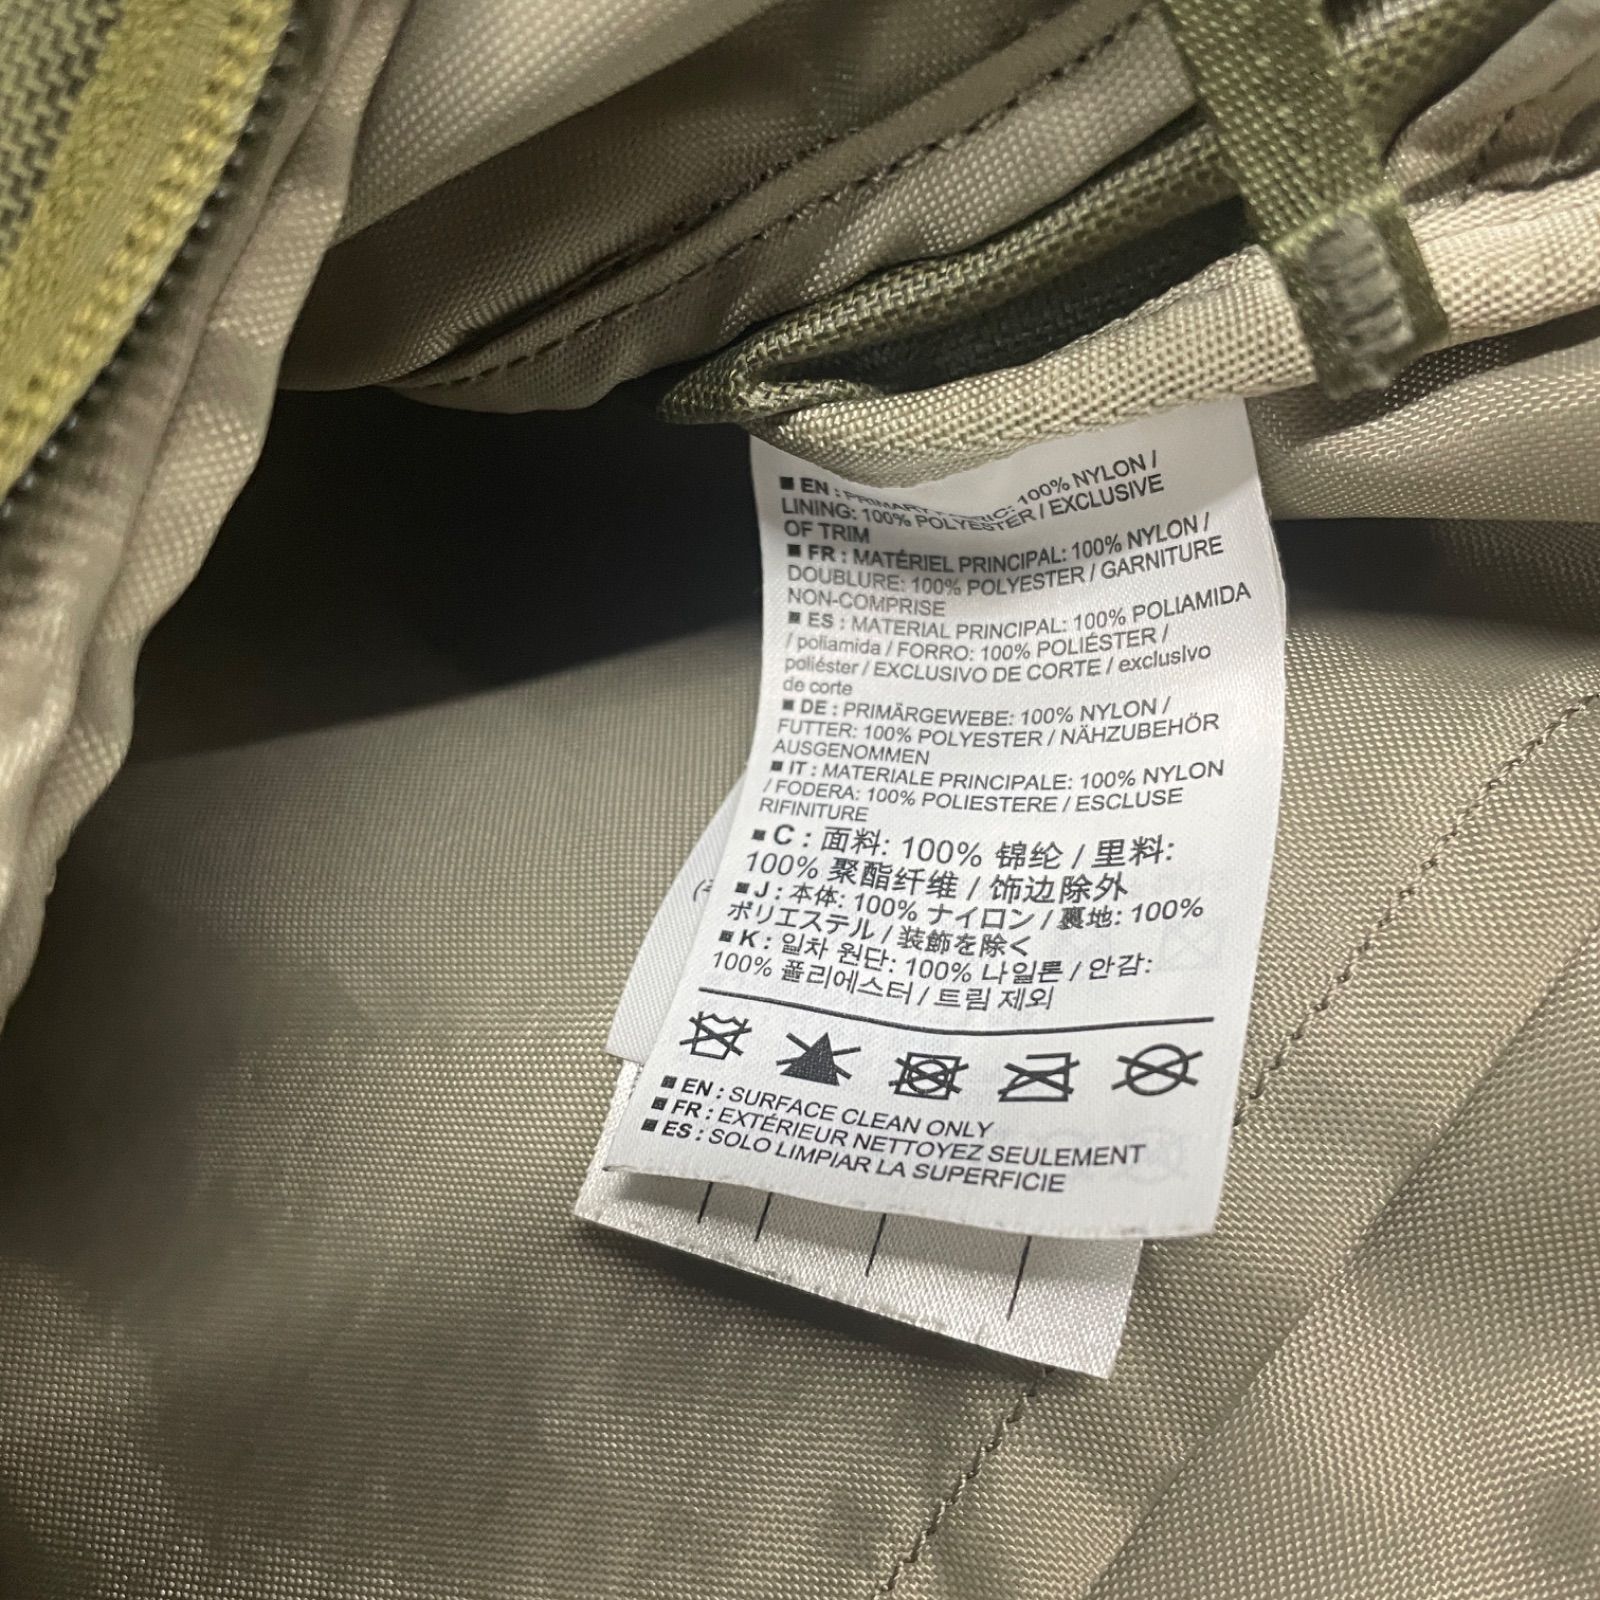 ■ EN : PRIMARY FABRIC: 100% NYLON /
LINING: 100% POLYESTER / EXCLUSIVE
OF TRIM
■ FR : MATÉRIEL PRINCIPAL: 100% NYLON /
DOUBLURE: 100% POLYESTER / GARNITURE
NON-COMPRISE
■ ES : MATERIAL PRINCIPAL: 100% POLIAMIDA
/ poliamida / FORRO: 100% POLIÉSTER /
poliéster / EXCLUSIVO DE CORTE / exclusivo
de corte
■ DE : PRIMÄRGEWEBE: 100% NYLON /
FUTTER: 100% POLYESTER / NÄHZUBEHÖR
AUSGENOMMEN
■ IT : MATERIALE PRINCIPALE: 100% NYLON
/ FODERA: 100% POLIESTERE / ESCLUSE
RIFINITURE
■ C : 面料: 100% 锦纶 / 里料:
100% 聚酯纤维 / 饰边除外
■ J : 本体: 100% ナイロン / 裏地: 100%
ポリエステル / 装飾を除く
■ K : 일차 원단: 100% 나일론 / 안감:
100% 폴리에스터 / 트림 제외
■ EN : SURFACE CLEAN ONLY
■ FR : EXTÉRIEUR NETTOYEZ SEULEMENT
■ ES : SOLO LIMPIAR LA SUPERFICIE